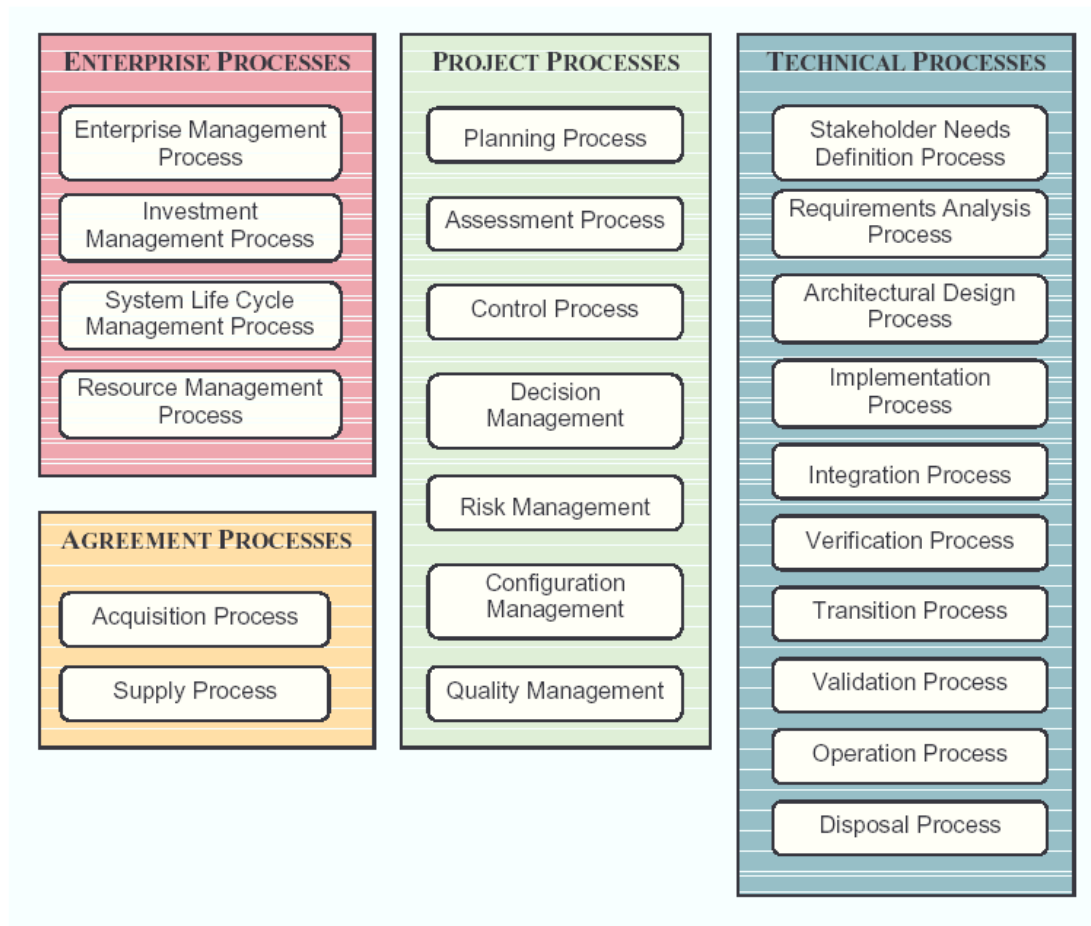 ENTERPRISE PROCESSES
Enterprise Management
Process
Investment
Management Process
System Life Cycle
Management Process
Resource Management
Process
AGREEMENT PROCESSES
Acquisition Process
Supply Process
PROJECT PROCESSES
Planning Process
Assessment Process
Control Process
Decision
Management
Risk Management
Configuration
Management
Quality Management
TECHNICAL PROCESSES
Stakeholder Needs
Definition Process
Requirements Analysis
Process
Architectural Design
Process
Implementation
Process
Integration Process
Verification Process
Transition Process
Validation Process
Operation Process
Disposal Process